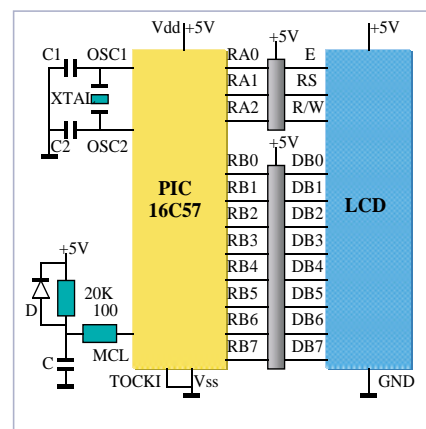 Vdd +5V +5V
C1 OSC1 RA0 +5V E
RA1 RS
XTAL RA2 R/W
C2 OSC2 +5V
RB0 DB0
RB1 DB1
PIC
16C57
RB2 DB2
LCD
RB3 DB3
+5V
RB4 DB4
20K
RB5 DB5
D 100
RB6 DB6
C MCL RB7 DB7
TOCKI Vss GND